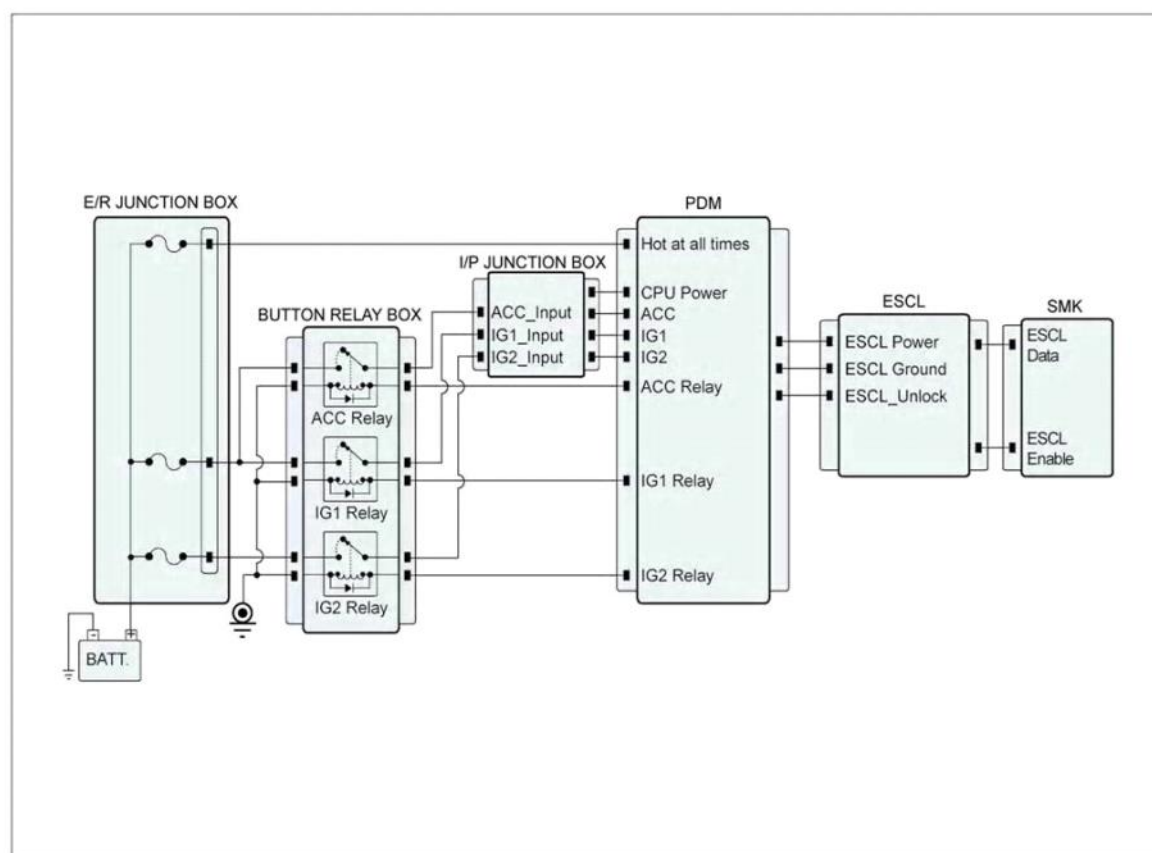 E/R JUNCTION BOX
PDM
Hot at all times
I/P JUNCTION BOX
CPU Power
ACC_Input
ACC
IG1_Input
IG1
IG2_Input
IG2
BUTTON RELAY BOX
ACC Relay
ACC Relay
IG1 Relay
IG1 Relay
IG2 Relay
IG2 Relay
ESCL
ESCL Power
ESCL Ground
ESCL_Unlock
SMK
ESCL
Data
ESCL
Enable
- +
BATT.